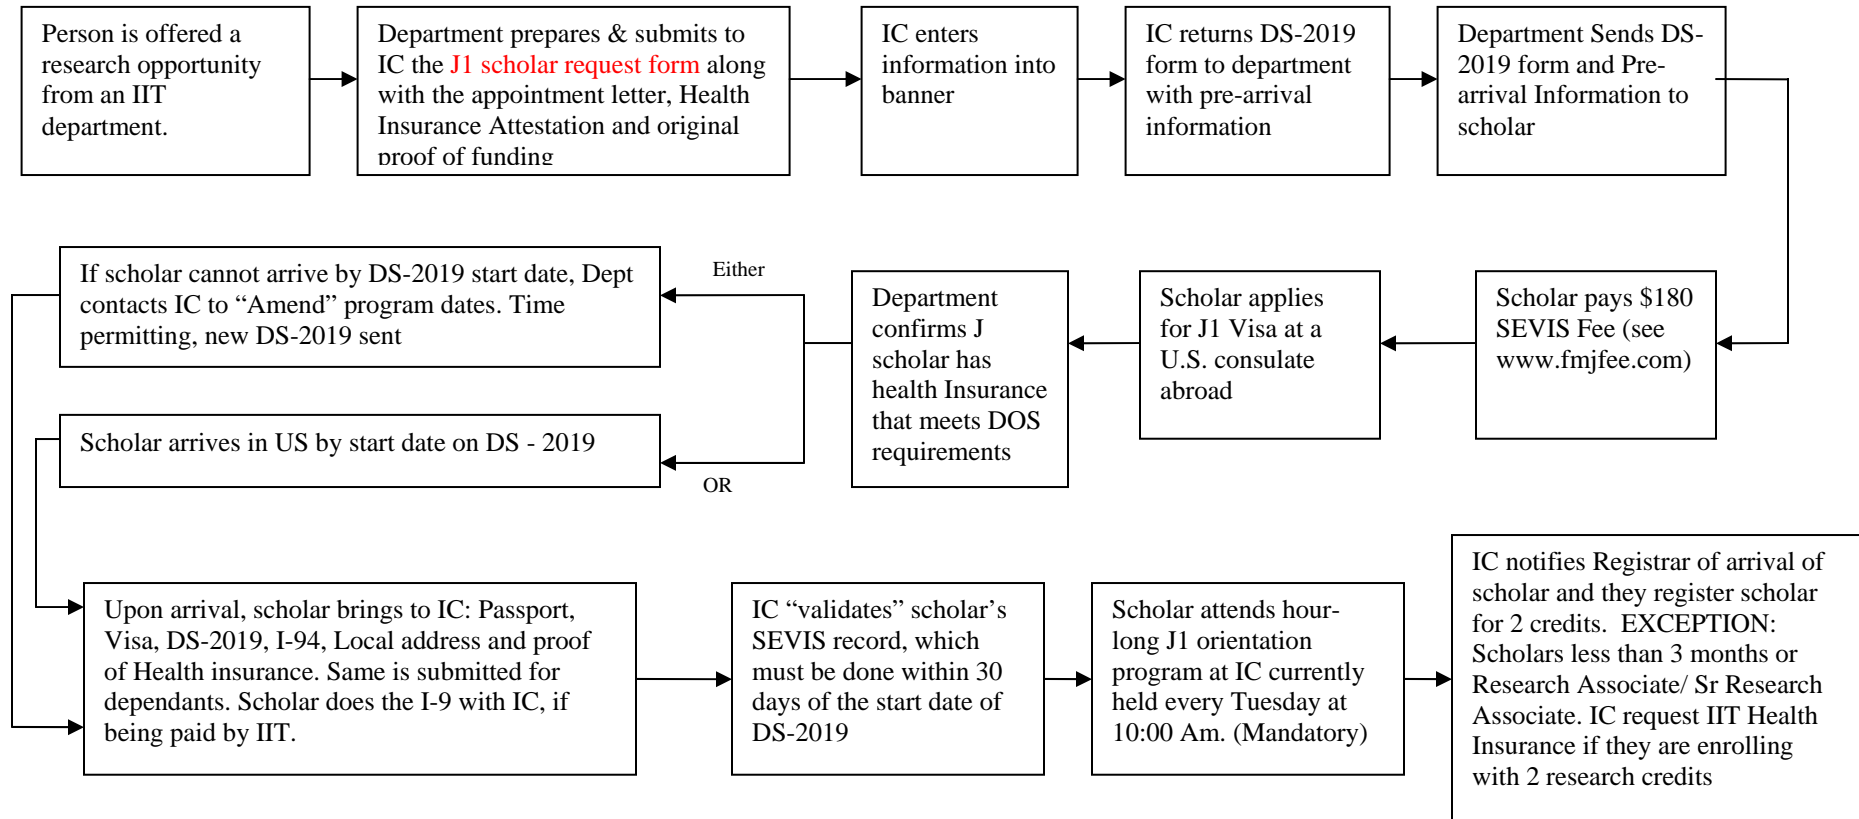 Person is offered a
research opportunity
from an IIT
department.
Department prepares & submits to
IC the J1 scholar request form along
with the appointment letter, Health
Insurance Attestation and original
proof of funding
IC enters
information into
banner
IC returns DS-2019
form to department
with pre-arrival
information
Department Sends DS-
2019 form and Pre-
arrival Information to
scholar
Scholar pays $180
SEVIS Fee (see
www.fmjfee.com)
Scholar applies
for J1 Visa at a
U.S. consulate
abroad
Department
confirms J
scholar has
health Insurance
that meets DOS
requirements
Either
If scholar cannot arrive by DS-2019 start date, Dept
contacts IC to “Amend” program dates. Time
permitting, new DS-2019 sent
OR
Scholar arrives in US by start date on DS - 2019
Upon arrival, scholar brings to IC: Passport,
Visa, DS-2019, I-94, Local address and proof
of Health insurance. Same is submitted for
dependants. Scholar does the I-9 with IC, if
being paid by IIT.
IC “validates” scholar’s
SEVIS record, which
must be done within 30
days of the start date of
DS-2019
Scholar attends hour-
long J1 orientation
program at IC currently
held every Tuesday at
10:00 Am. (Mandatory)
IC notifies Registrar of arrival of
scholar and they register scholar
for 2 credits.  EXCEPTION:
Scholars less than 3 months or
Research Associate/ Sr Research
Associate. IC request IIT Health
Insurance if they are enrolling
with 2 research credits